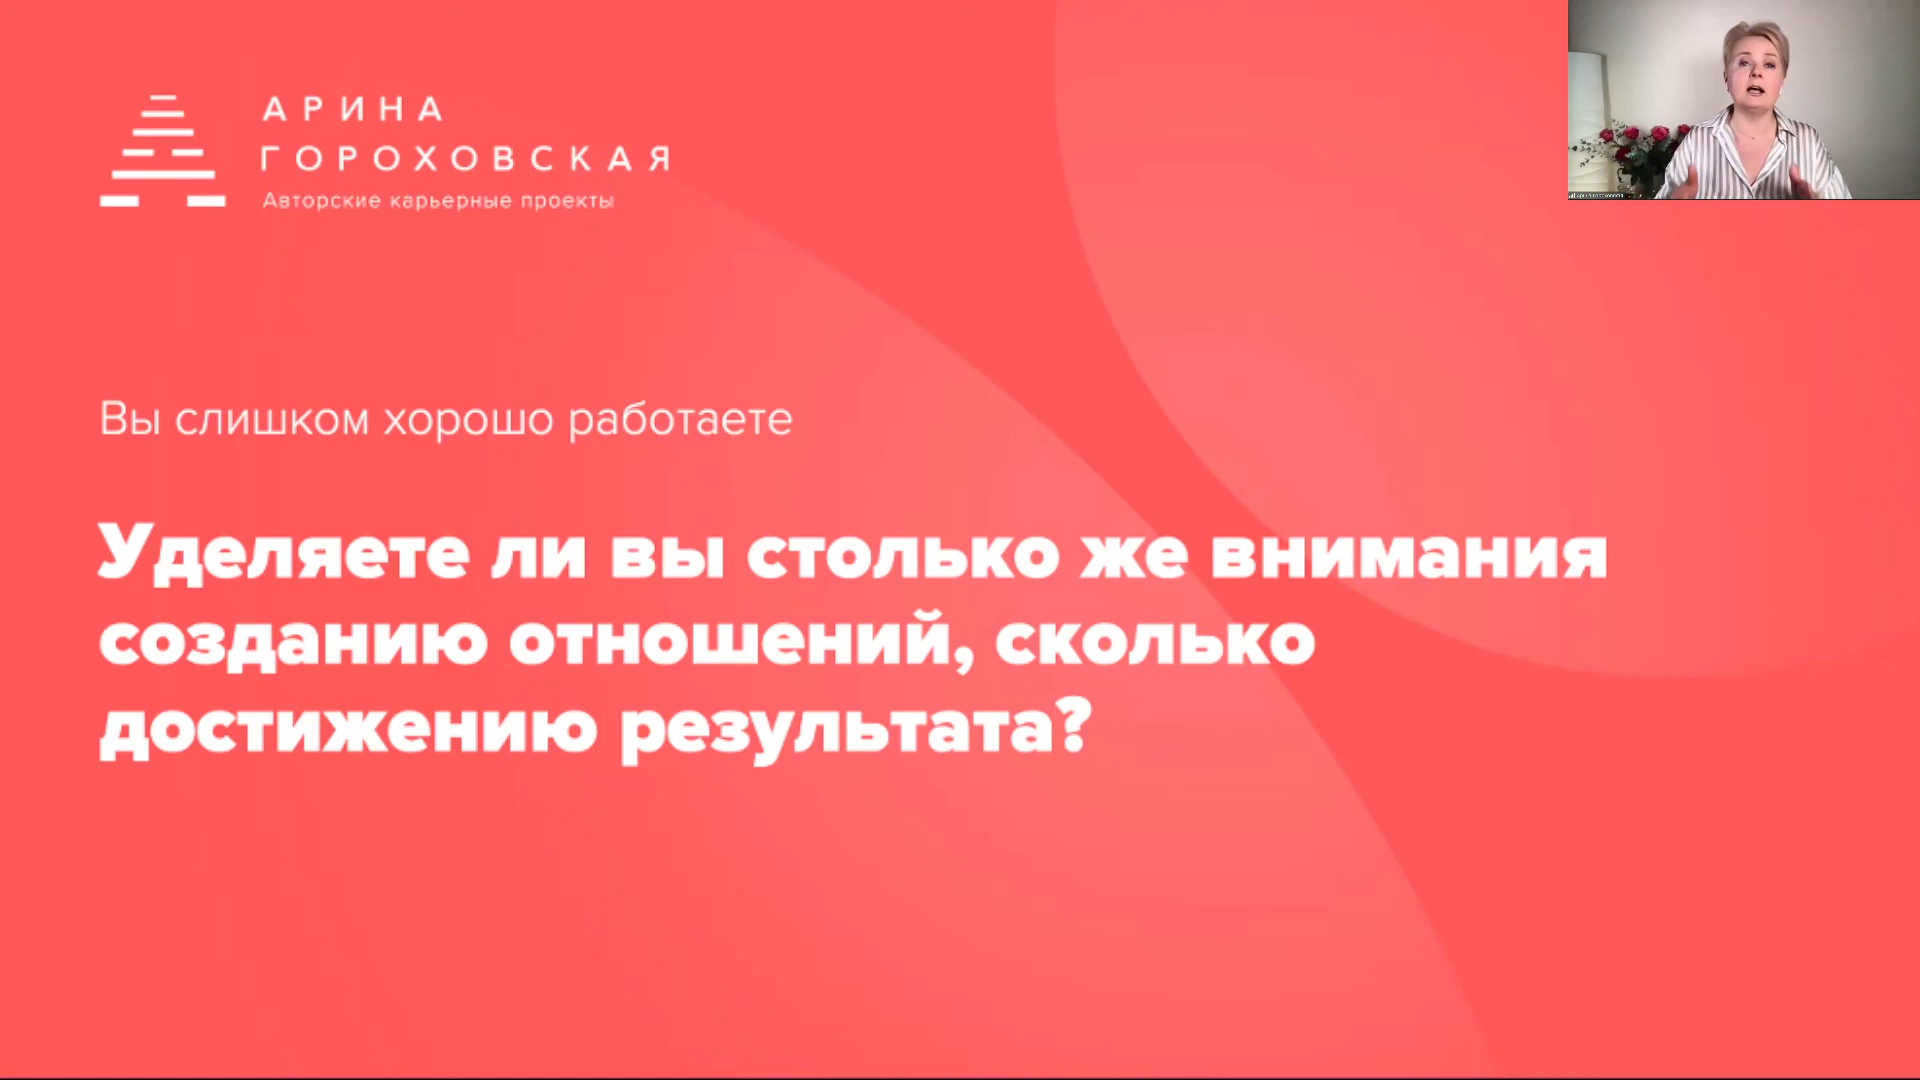 АРИНА
ГОРОХОВСКАЯ
Авторские карьерные проекты
Вы слишком хорошо работаете
Уделяете ли вы столько же внимания
созданию отношений, сколько
достижению результата?